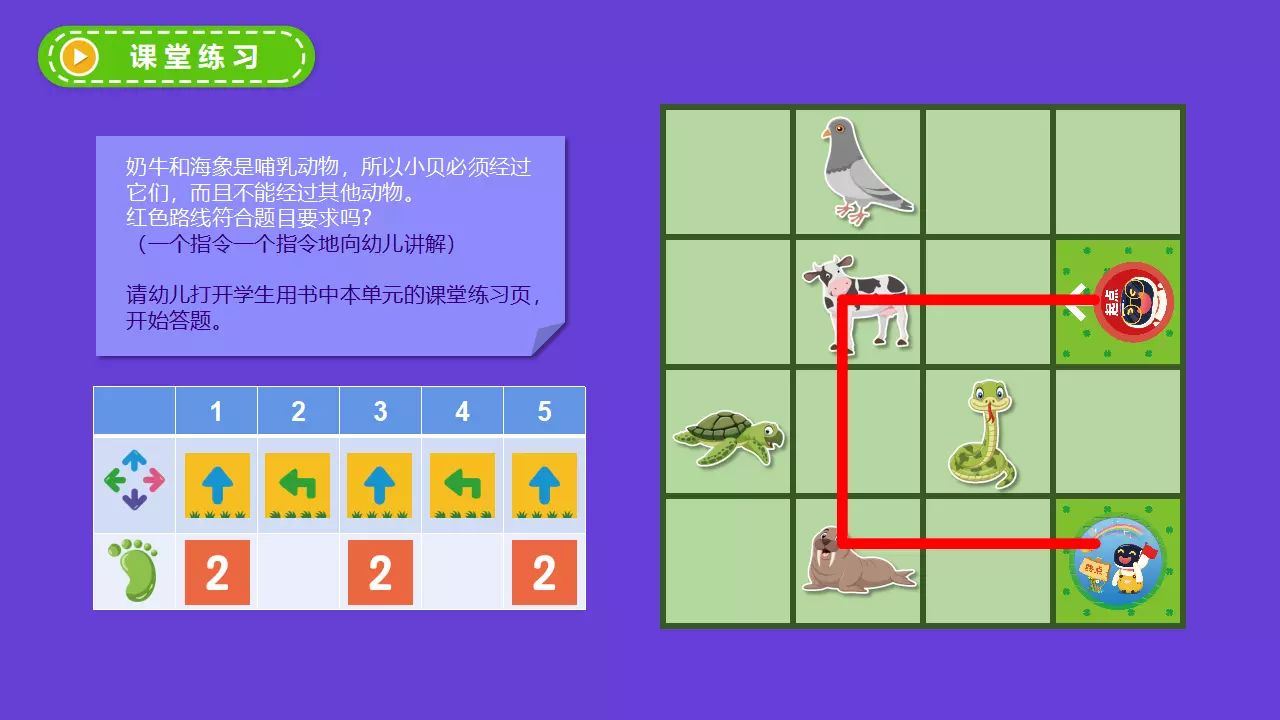 课堂练习
奶牛和海象是哺乳动物，所以小贝必须经过
它们，而且不能经过其他动物。
红色路线符合题目要求吗?
（一个指令一个指令地向幼儿讲解）
请幼儿打开学生用书中本单元的课堂练习页，
开始答题。
1 2 3 4 5
2 2 2
起点
终点